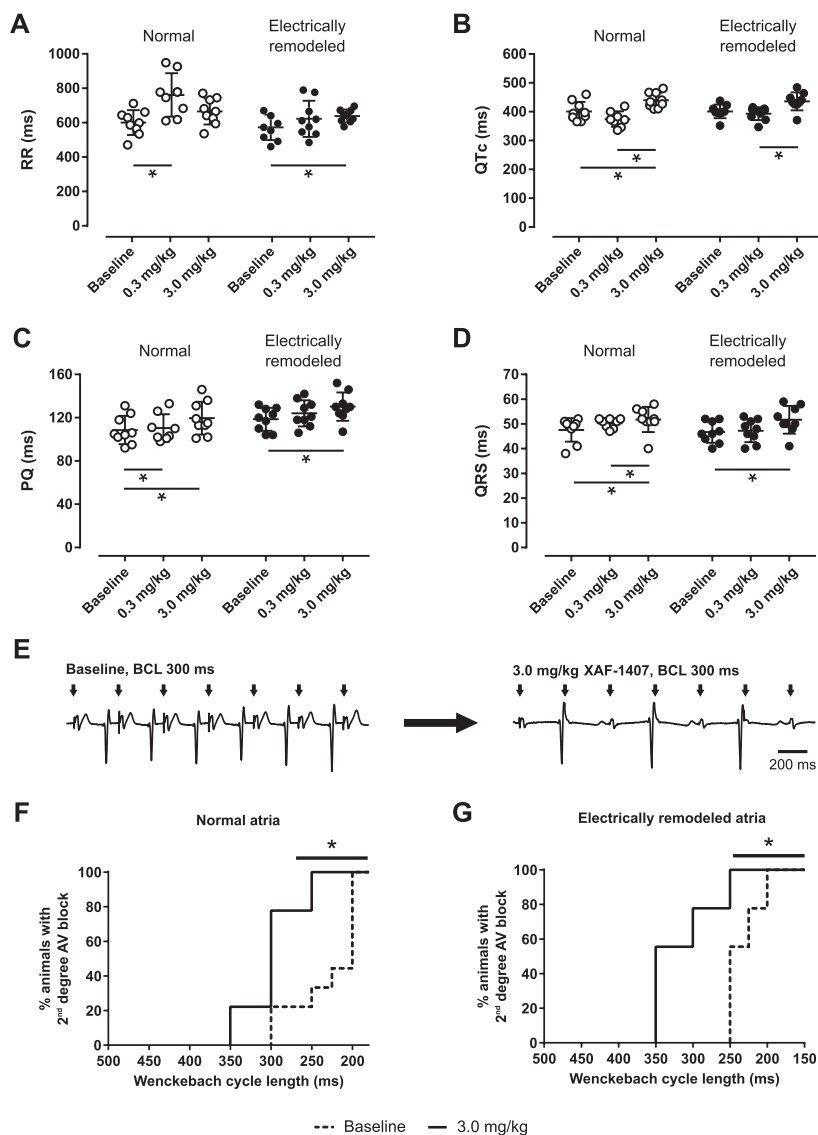 A
Normal
Electrically
remodeled
RR (ms)
1000
800
600
400
200
0
*
*
Baseline
0.3 mg/kg
3.0 mg/kg
Baseline
0.3 mg/kg
3.0 mg/kg
B
Normal
Electrically
remodeled
QTc (ms)
600
500
400
300
200
100
0
*
*
*
Baseline
0.3 mg/kg
3.0 mg/kg
Baseline
0.3 mg/kg
3.0 mg/kg
C
Normal
Electrically
remodeled
PQ (ms)
160
120
80
40
0
*
*
*
Baseline
0.3 mg/kg
3.0 mg/kg
Baseline
0.3 mg/kg
3.0 mg/kg
D
Normal
Electrically
remodeled
QRS (ms)
70
60
50
40
30
20
10
0
*
*
*
Baseline
0.3 mg/kg
3.0 mg/kg
Baseline
0.3 mg/kg
3.0 mg/kg
E
Baseline, BCL 300 ms
3.0 mg/kg XAF-1407, BCL 300 ms
200 ms
F
Normal atria
% animals with
2nd degree AV block
100
80
60
40
20
0
*
500 450 400 350 300 250 200
Wenckebach cycle length (ms)
G
Electrically remodeled atria
% animals with
2nd degree AV block
100
80
60
40
20
0
*
500 450 400 350 300 250 200 150
Wenckebach cycle length (ms)
Baseline 3.0 mg/kg